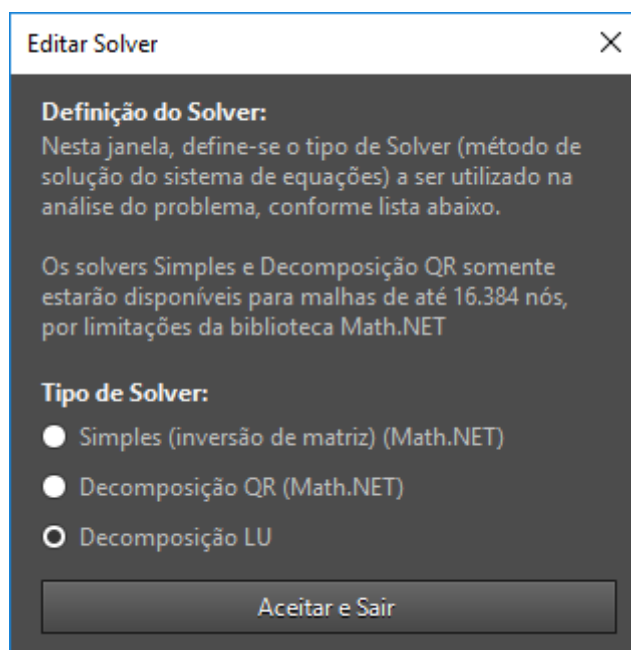 Editar Solver
Definição do Solver:
Nesta janela, define-se o tipo de Solver (método de
solução do sistema de equações) a ser utilizado na
análise do problema, conforme lista abaixo.
Os solvers Simples e Decomposição QR somente
estarão disponíveis para malhas de até 16.384 nós,
por limitações da biblioteca Math.NET
Tipo de Solver:
Simples (inversão de matriz) (Math.NET)
Decomposição QR (Math.NET)
Decomposição LU
Aceitar e Sair